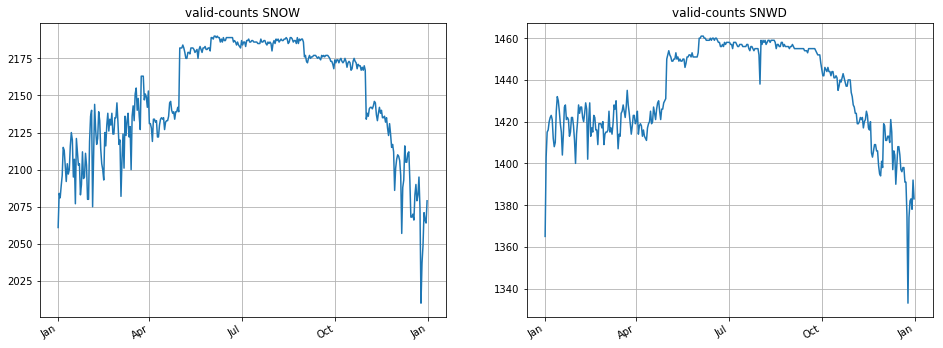 valid-counts SNOW
2175
2150
2125
2100
2075
2050
2025
Jan
Apr
Jul
Oct
Jan
valid-counts SNWD
1460
1440
1420
1400
1380
1360
1340
Jan
Apr
Jul
Oct
Jan